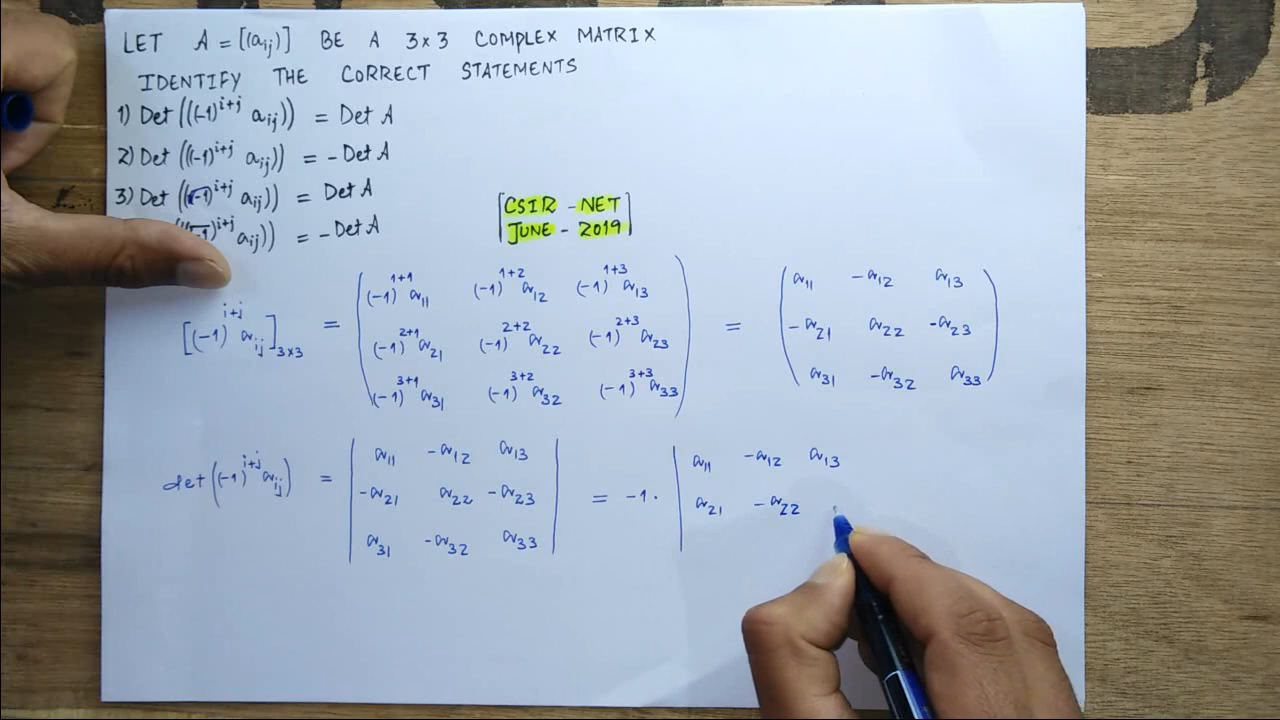 LET A = [(aij)] BE A 3×3 COMPLEX MATRIX
IDENTIFY THE CORRECT STATEMENTS
1) Det (((-1)^i+j aij)) = Det A
2) Det (((-1)^i+j aij)) = - Det A
3) Det (((√-1)^i+j aij)) = Det A
((√-1)^i+j aij)) = - Det A
[CSIR - NET
JUNE - 2019]
[(-1)^i+j aij]3×3 = ( (-1)^1+1 a11 (-1)^1+2 a12 (-1)^1+3 a13 = ( a11 -a12 a13
(-1)^2+1 a21 (-1)^2+2 a22 (-1)^2+3 a23 -a21 a22 -a23
(-1)^3+1 a31 (-1)^3+2 a32 (-1)^3+3 a33 ) a31 -a32 a33 )
det ((-1)^i+j aij) = | a11 -a12 a13 | = -1 · | a11 -a12 a13
-a21 a22 -a23 a21 -a22
a31 -a32 a33